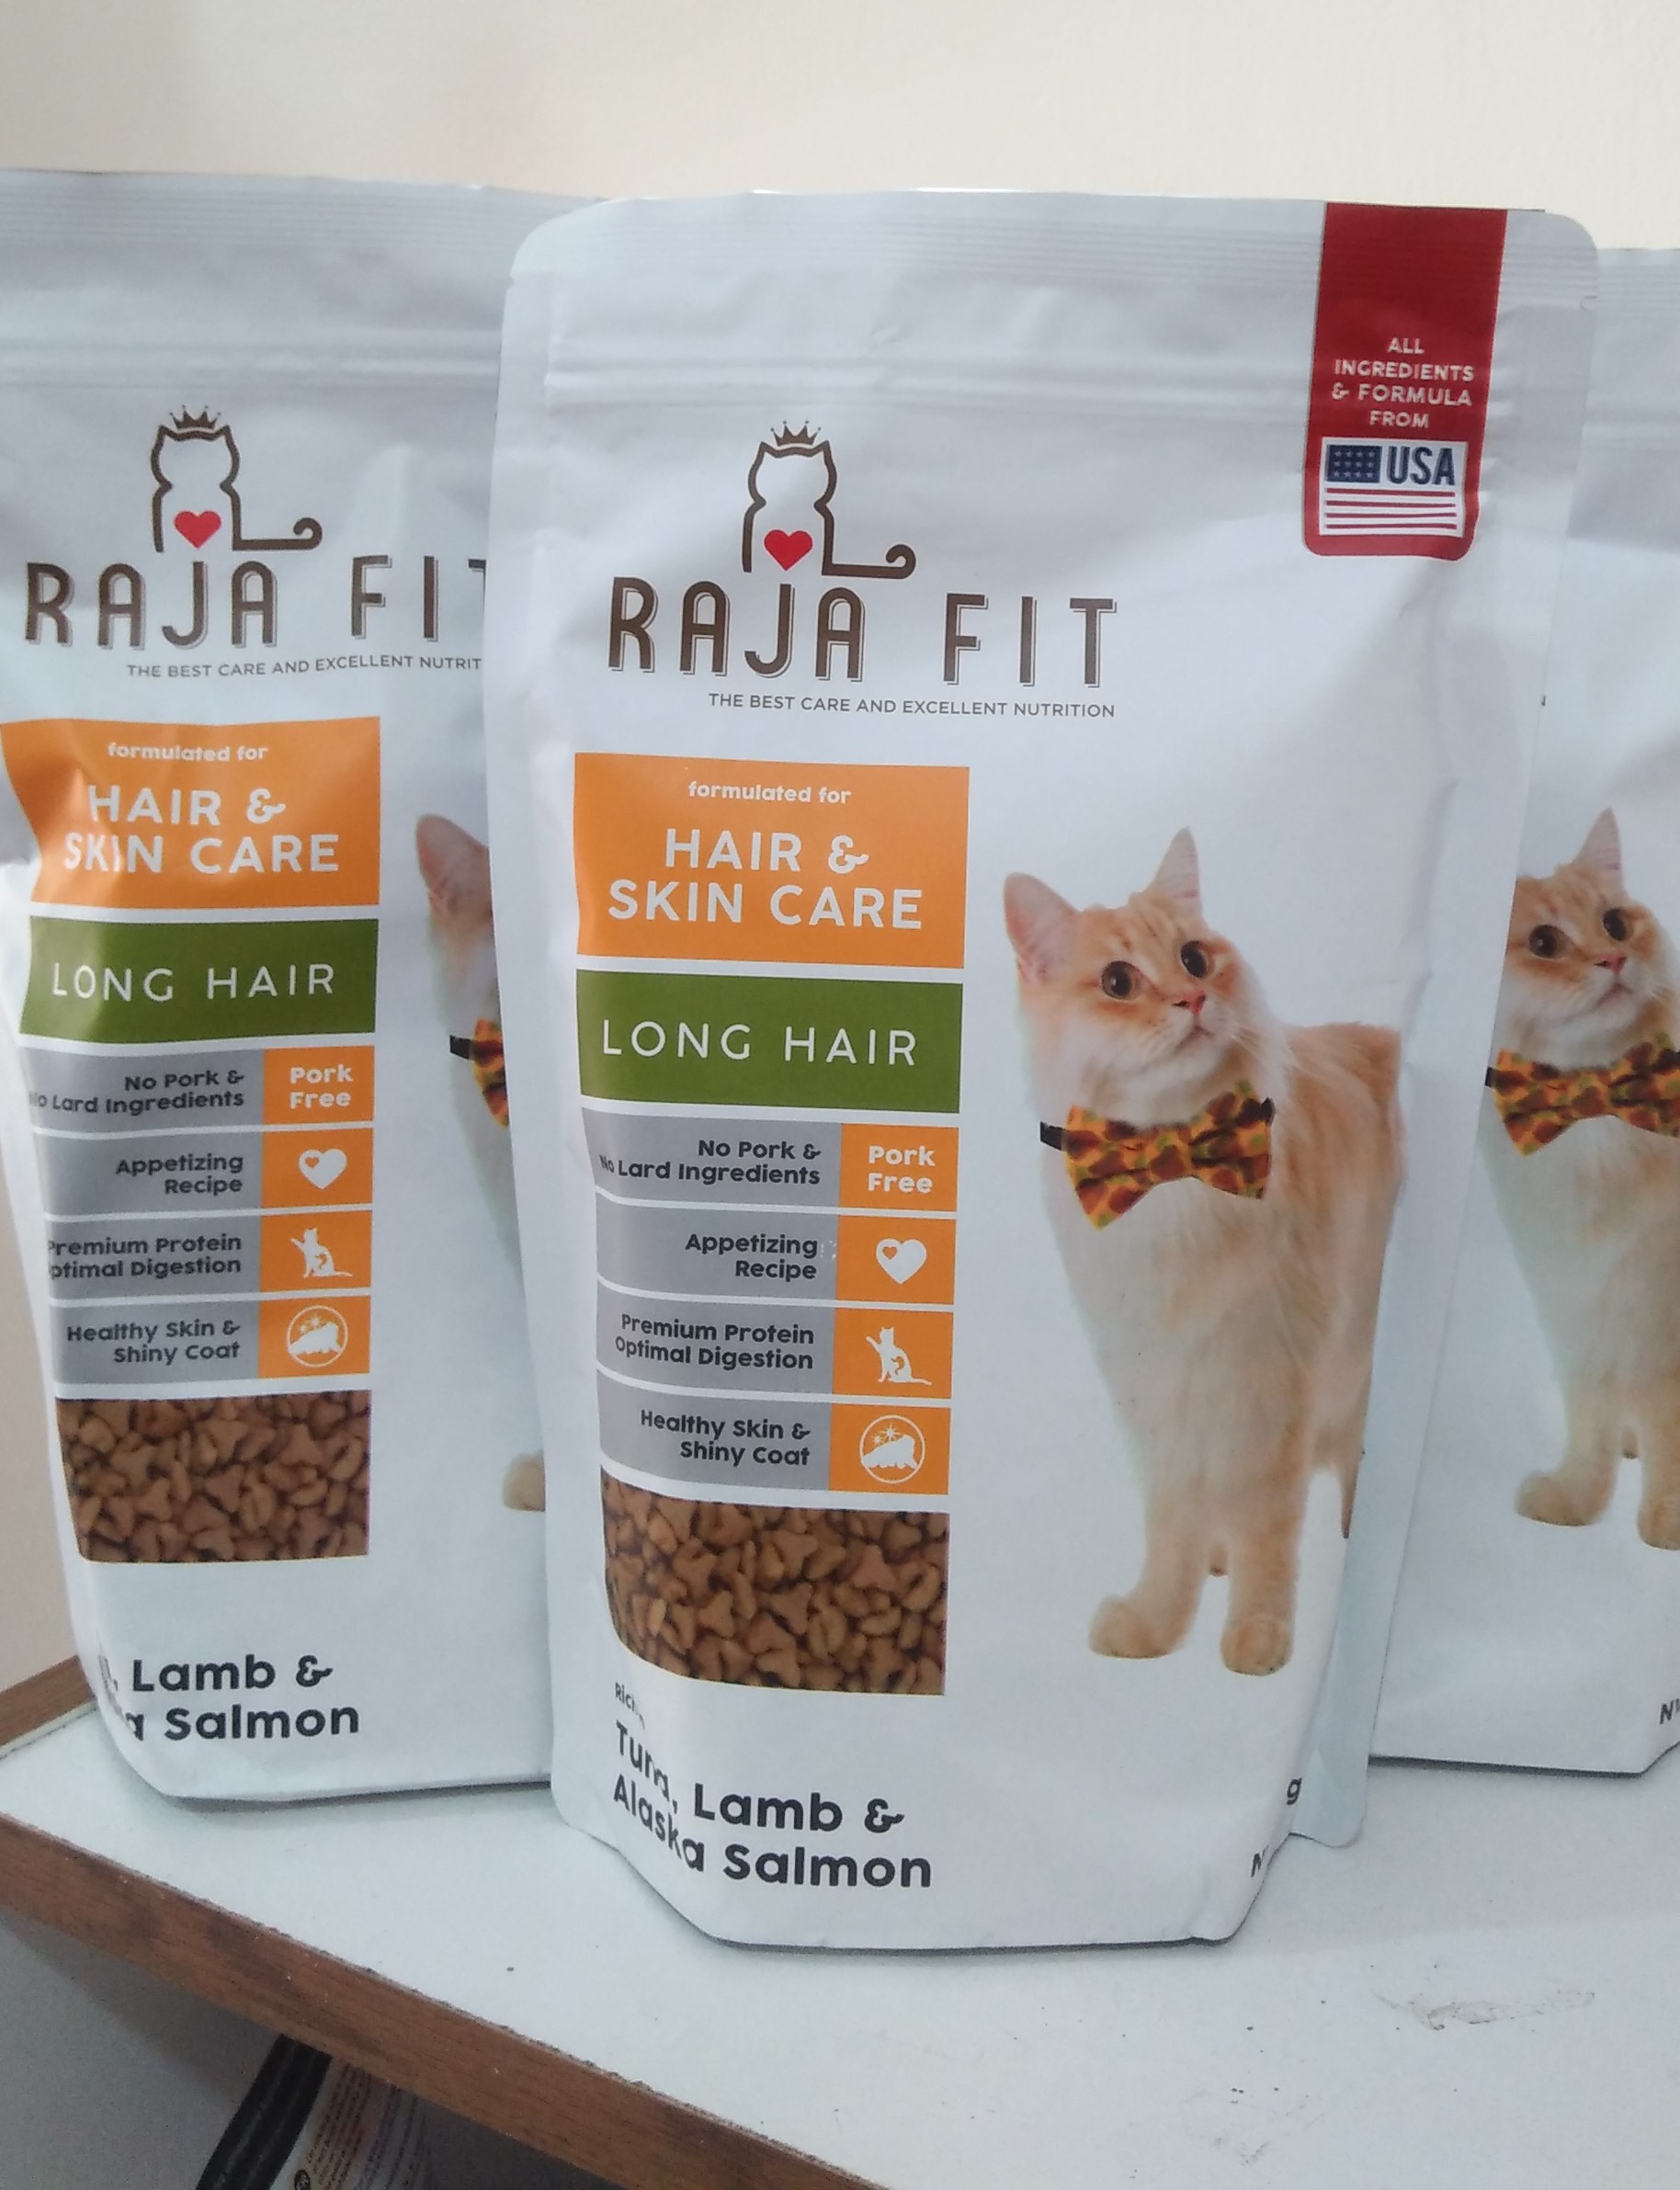 RAJA FIT
THE BEST CARE AND EXCELLENT NUTRIT
formulated for
HAIR &
SKIN CARE
LONG HAIR
No Pork &
No Lard Ingredients
Pork
Free
Appetizing
Recipe
Premium Protein
Optimal Digestion
Healthy Skin &
Shiny Coat
Lamb &
Salmon
ALL
INGREDIENTS
& FORMULA
FROM
USA
RAJA FIT
THE BEST CARE AND EXCELLENT NUTRITION
formulated for
HAIR &
SKIN CARE
LONG HAIR
No Pork &
No Lard Ingredients
Pork
Free
Appetizing
Recipe
Premium Protein
Optimal Digestion
Healthy Skin &
Shiny Coat
Tuna, Lamb &
Alaska Salmon